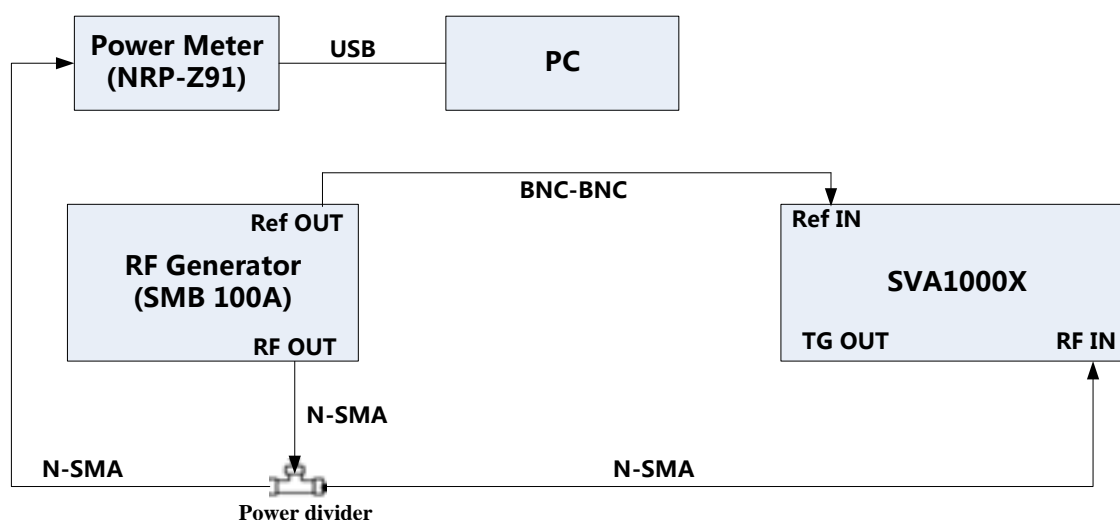 Power Meter
(NRP-Z91)
USB
PC
BNC-BNC
Ref OUT
RF Generator
(SMB 100A)
RF OUT
Ref IN
SVA1000X
TG OUT
RF IN
N-SMA
N-SMA
N-SMA
Power divider